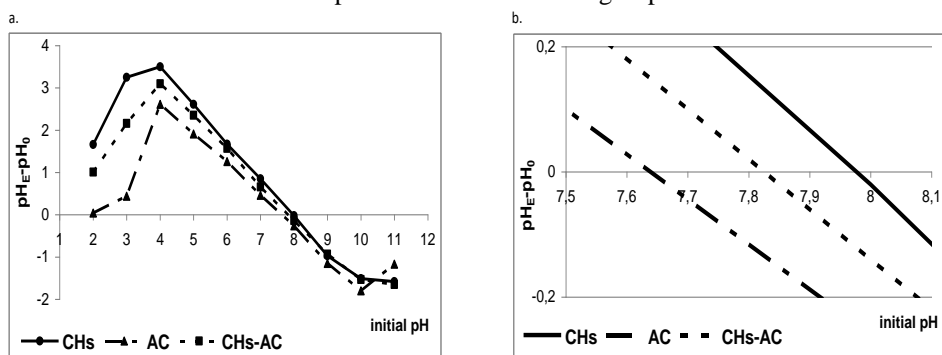 a.
4
3
2
1
0
-1
-2
1 2 3 4 5 6 7 8 9 10 11 12
pHE-pH0
initial pH
CHs AC CHs-AC
b.
0,2
0
-0,2
7,5 7,6 7,7 7,8 7,9 8 8,1
pHE-pH0
initial pH
CHs AC CHs-AC